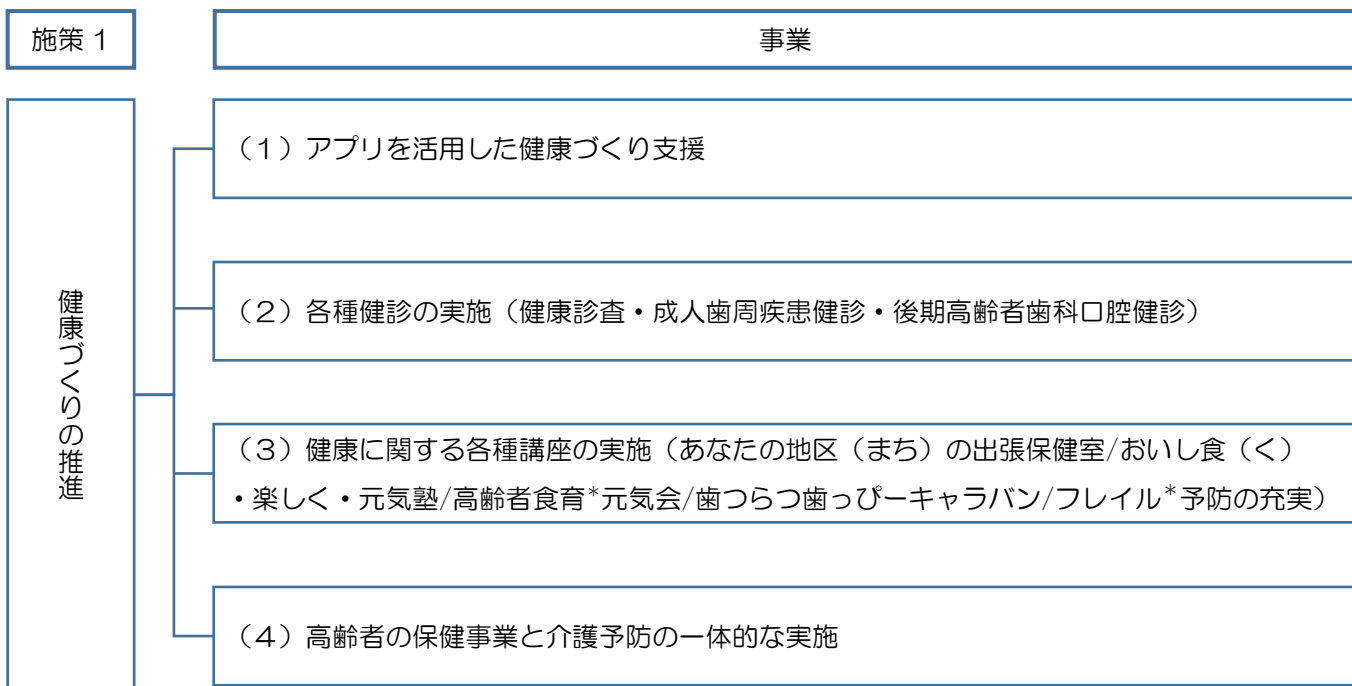 施策 1
事業
健康づくりの推進
（1）アプリを活用した健康づくり支援
（2）各種健診の実施（健康診査・成人歯周疾患健診・後期高齢者歯科口腔健診）
（3）健康に関する各種講座の実施（あなたの地区（まち）の出張保健室/おいし食（く）
・楽しく・元気塾/高齢者食育*元気会/歯つらつ歯っぴーキャラバン/フレイル*予防の充実）
（4）高齢者の保健事業と介護予防の一体的な実施